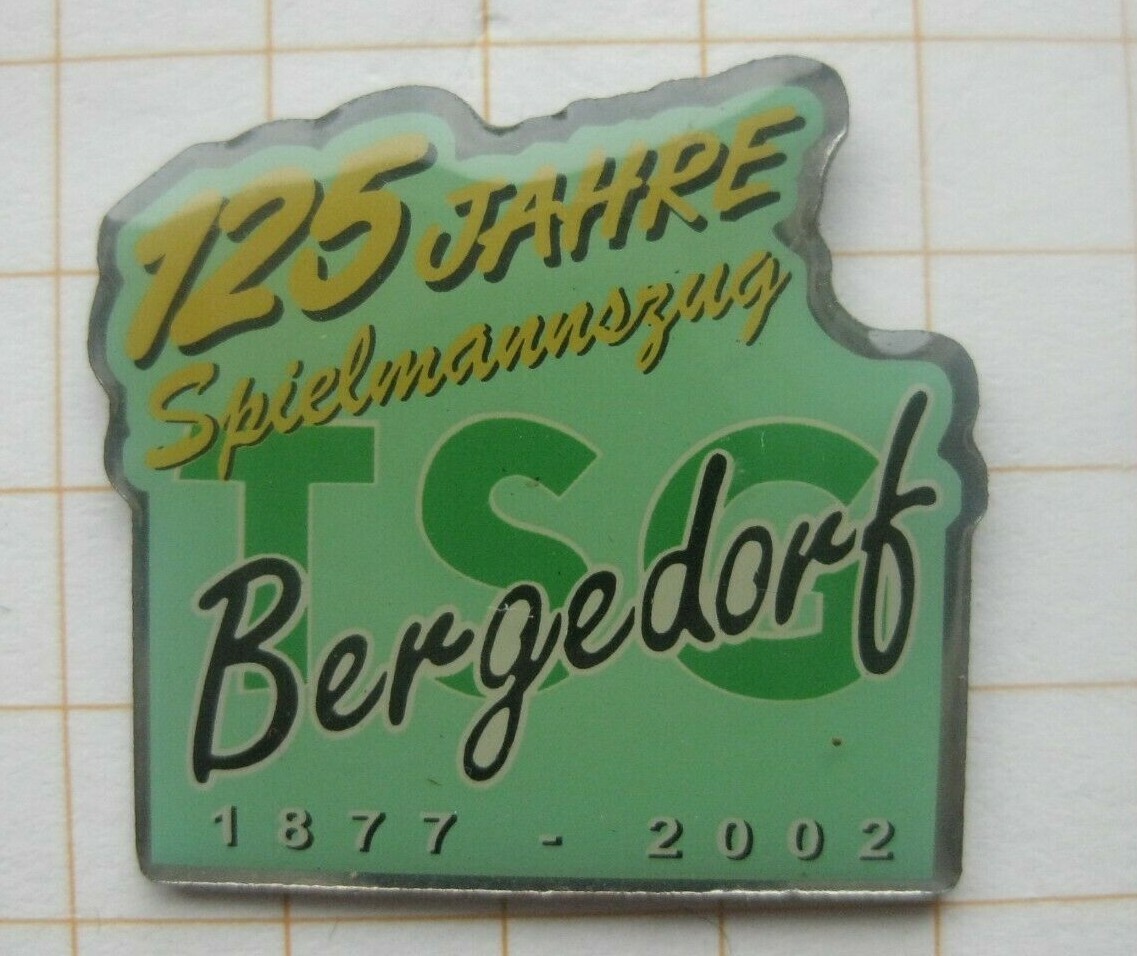 125 JAHRE
Spielmannszug
TSG
Bergedorf
1877 - 2002